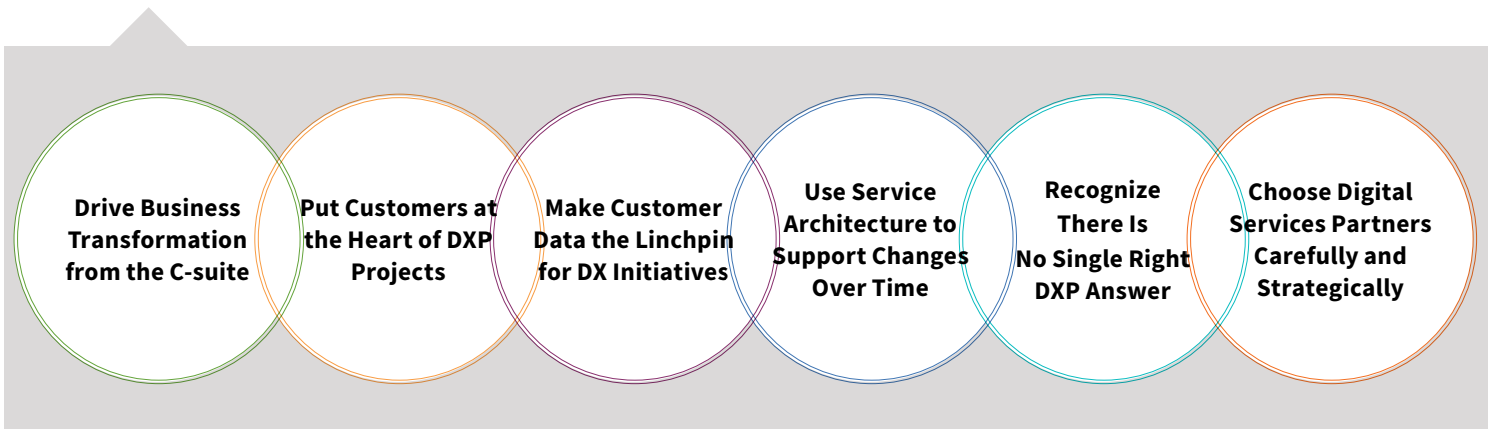 Drive Business
Transformation
from the C-suite
Put Customers at
the Heart of DXP
Projects
Make Customer
Data the Linchpin
for DX Initiatives
Use Service
Architecture to
Support Changes
Over Time
Recognize
There Is
No Single Right
DXP Answer
Choose Digital
Services Partners
Carefully and
Strategically